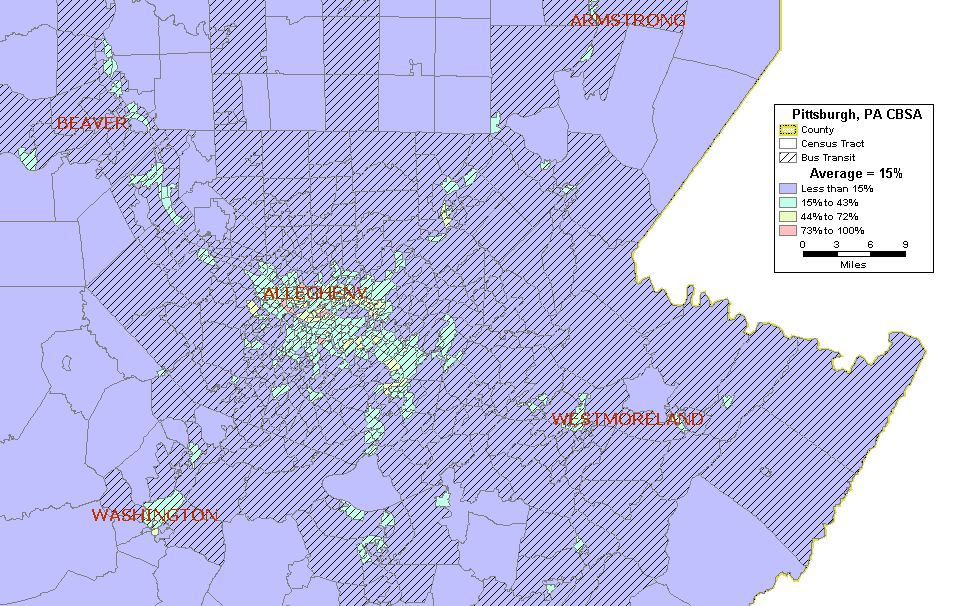 ARMSTRONG
BEAVER
ALLEGHENY
WESTMORELAND
WASHINGTON
Pittsburgh, PA CBSA
County
Census Tract
Bus Transit
Average = 15%
Less than 15%
15% to 43%
44% to 72%
73% to 100%
0 3 6 9
Miles